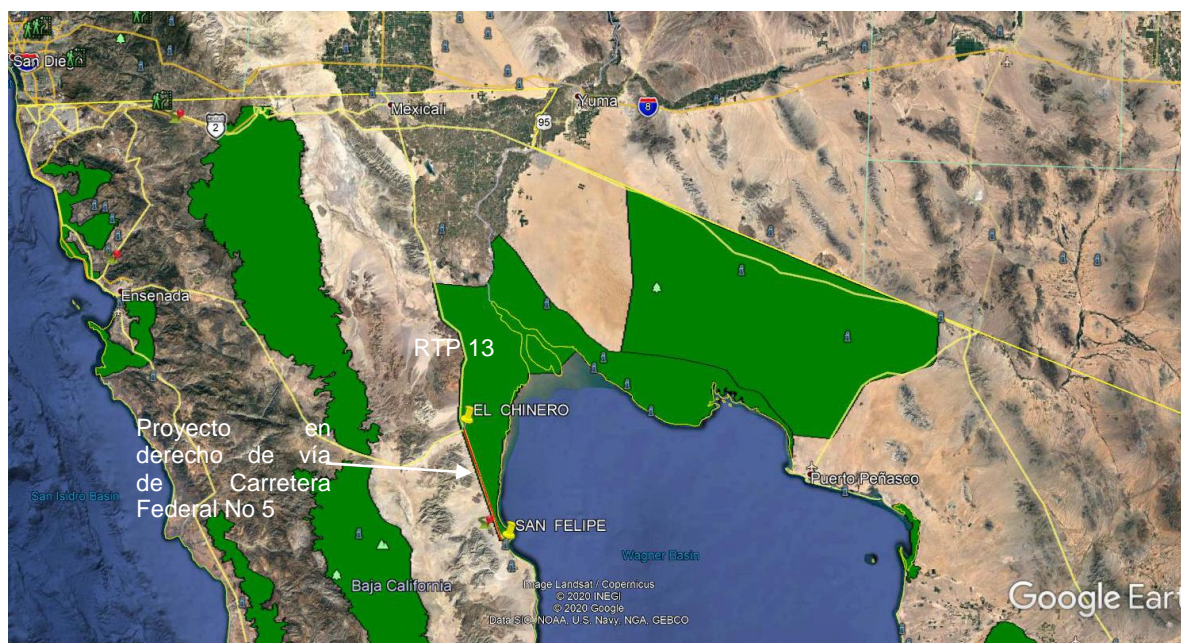 San Die
2
Mexicali
95
Yuma
8
Ensenada
RTP 13
EL CHINERO
Proyecto en
derecho de vía
de Carretera
Federal No 5
San Isidro Basin
Puerto Peñasco
SAN FELIPE
Wagner Basin
Baja California
Image Landsat / Copernicus
© 2020 INEGI
© 2020 Google
Data SIO, NOAA, U.S. Navy, NGA, GEBCO
Google Eart